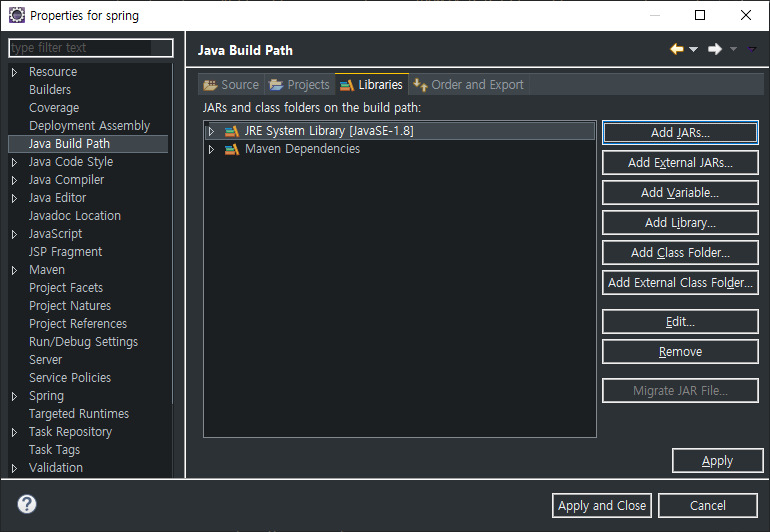 Properties for spring
type filter text
Resource
Builders
Coverage
Deployment Assembly
Java Build Path
Java Code Style
Java Compiler
Java Editor
Javadoc Location
JavaScript
JSP Fragment
Maven
Project Facets
Project Natures
Project References
Run/Debug Settings
Server
Service Policies
Spring
Targeted Runtimes
Task Repository
Task Tags
Validation
Java Build Path
Source Projects Libraries Order and Export
JARs and class folders on the build path:
JRE System Library [JavaSE-1.8]
Maven Dependencies
Add JARs...
Add External JARs...
Add Variable...
Add Library...
Add Class Folder...
Add External Class Folder...
Edit...
Remove
Migrate JAR File...
Apply
?
Apply and Close Cancel